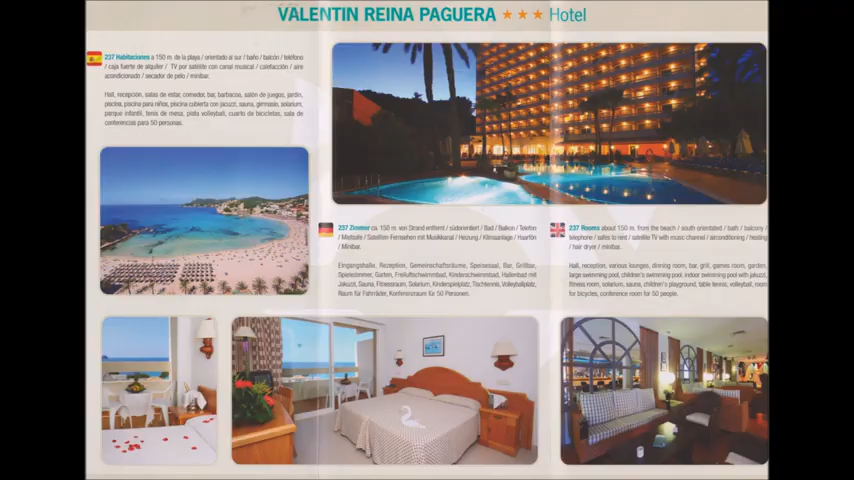 VALENTIN REINA PAGUERA ★ ★ ★ Hotel
237 Habitaciones a 150 m. de la playa / orientado al sur / baño / balcón / teléfono
/ caja fuerte de alquiler / TV por satélite con canal musical / calefacción / aire
acondicionado / secador de pelo / minibar.
Hall, recepción, salas de estar, comedor, bar, barbacoa, salón de juegos, jardín,
piscina, piscina para niños, piscina cubierta con jacuzzi, sauna, gimnasio, solarium,
parque infantil, tenis de mesa, pista volleyball, cuarto de bicicletas, sala de
conferencias para 50 personas.
237 Zimmer ca. 150 m. von Strand entfernt / südorientiert / Bad / Balkon / Telefon
/ Mietsafe / Satelliten-Fernsehen mit Musikkanal / Heizung / Klimaanlage / Haarfön
/ Minibar.
Eingangshalle, Rezeption, Gemeinschaftsräume, Speisesaal, Bar, Grillbar,
Spielezimmer, Garten, Freiluftschwimmbad, Kinderschwimmbad, Hallenbad mit
Jakuzzi, Sauna, Fitnessraum, Solarium, Kinderspielplatz, Tischtennis, Volleyballplatz,
Raum für Fahrräder, Konferenzraum für 50 Personen.
237 Rooms about 150 m. from the beach / south orientated / bath / balcony /
telephone / safes to rent / satellite TV with music channel / airconditioning / heating
/ hair dryer / minibar.
Hall, reception, various lounges, dinning room, bar, grill, games room, garden,
large swimming pool, children's swimming pool, indoor swimming pool with jakuzzi,
fitness room, solarium, sauna, children's playground, table tennis, volleyball, room
for bicycles, conference room for 50 people.